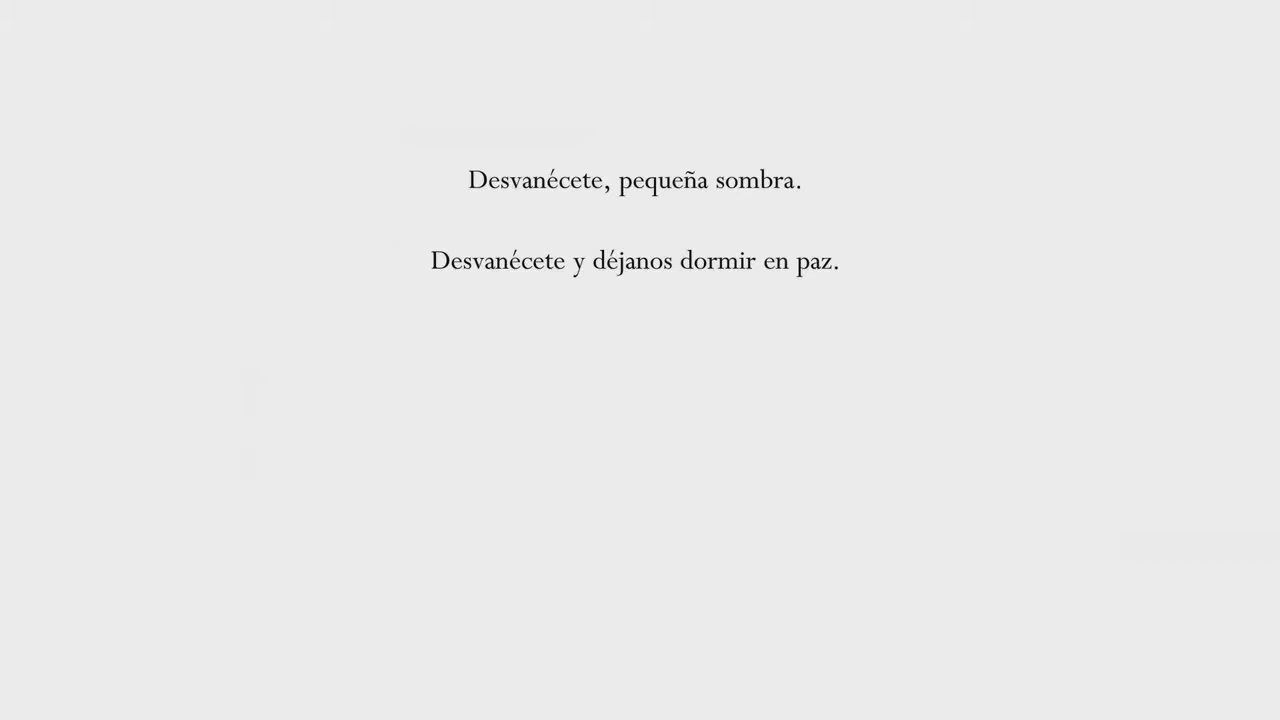 Desvanécete, pequeña sombra.
Desvanécete y déjanos dormir en paz.